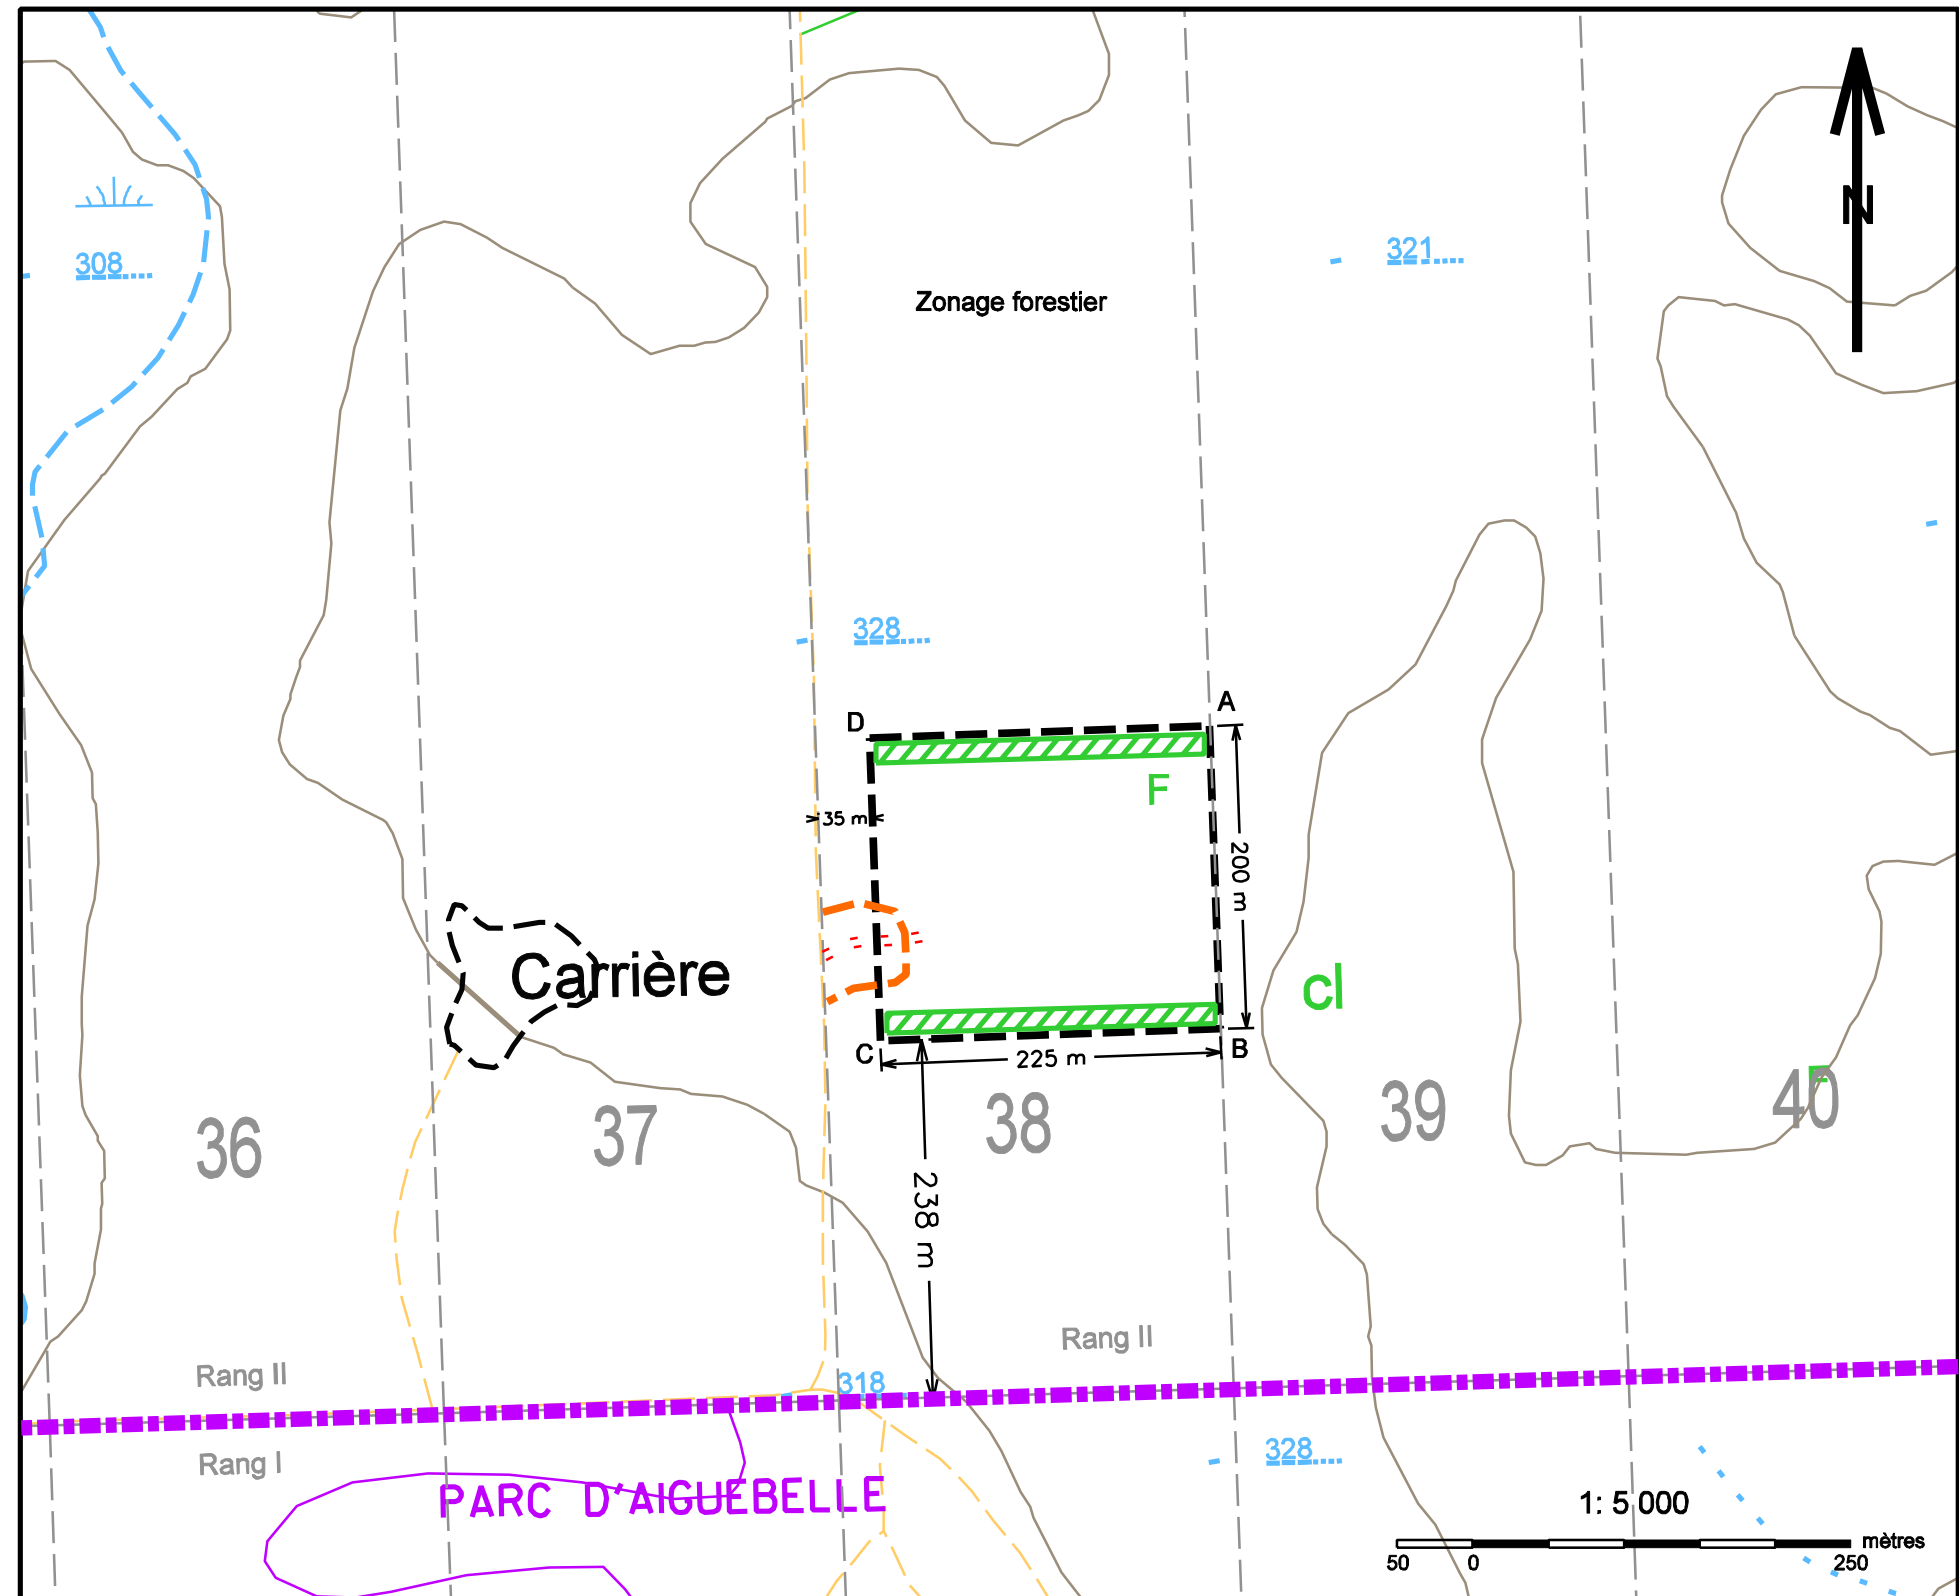 N
308
321
Zonage forestier
328
D
A
F
35 m
200 m
Carrière
cl
C
225 m
B
36
37
38
39
40
F
238 m
Rang II
Rang II
318
Rang I
328
PARC D'AIGUEBELLE
1: 5 000
mètres
50 0 250